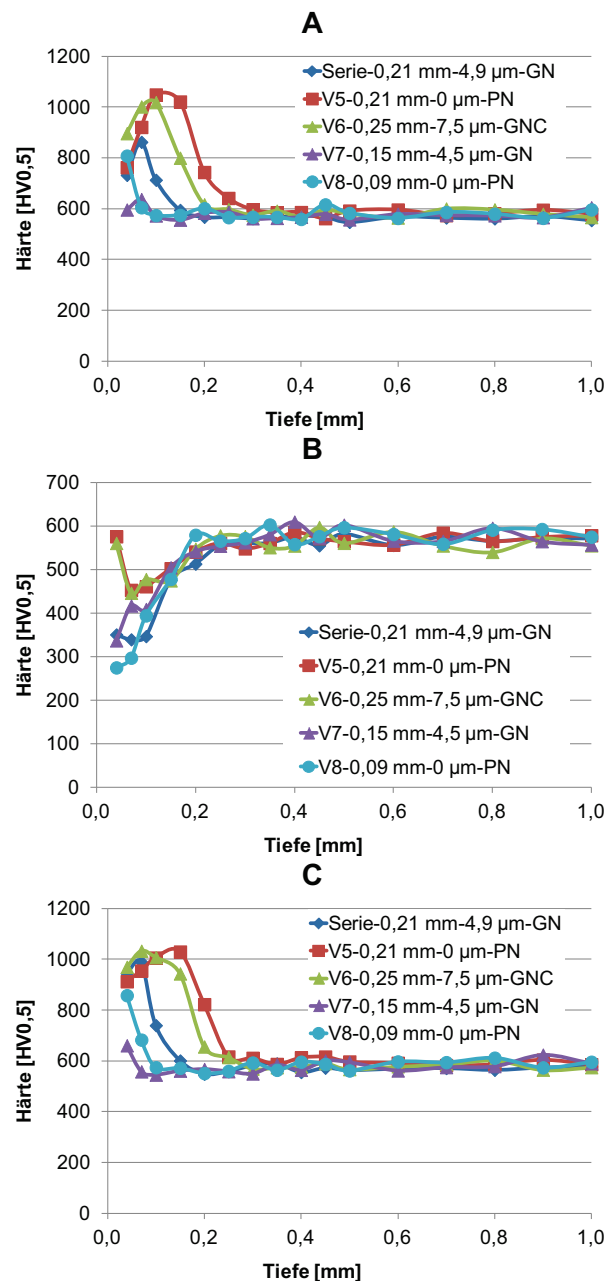 A
Härte [HV0,5]
1200
1000
800
600
400
200
0
Serie-0,21 mm-4,9 µm-GN
V5-0,21 mm-0 µm-PN
V6-0,25 mm-7,5 µm-GNC
V7-0,15 mm-4,5 µm-GN
V8-0,09 mm-0 µm-PN
0,0 0,2 0,4 0,6 0,8 1,0
Tiefe [mm]
B
Härte [HV0,5]
700
600
500
400
300
200
100
0
Serie-0,21 mm-4,9 µm-GN
V5-0,21 mm-0 µm-PN
V6-0,25 mm-7,5 µm-GNC
V7-0,15 mm-4,5 µm-GN
V8-0,09 mm-0 µm-PN
0,0 0,2 0,4 0,6 0,8 1,0
Tiefe [mm]
C
Härte [HV0,5]
1200
1000
800
600
400
200
0
Serie-0,21 mm-4,9 µm-GN
V5-0,21 mm-0 µm-PN
V6-0,25 mm-7,5 µm-GNC
V7-0,15 mm-4,5 µm-GN
V8-0,09 mm-0 µm-PN
0,0 0,2 0,4 0,6 0,8 1,0
Tiefe [mm]